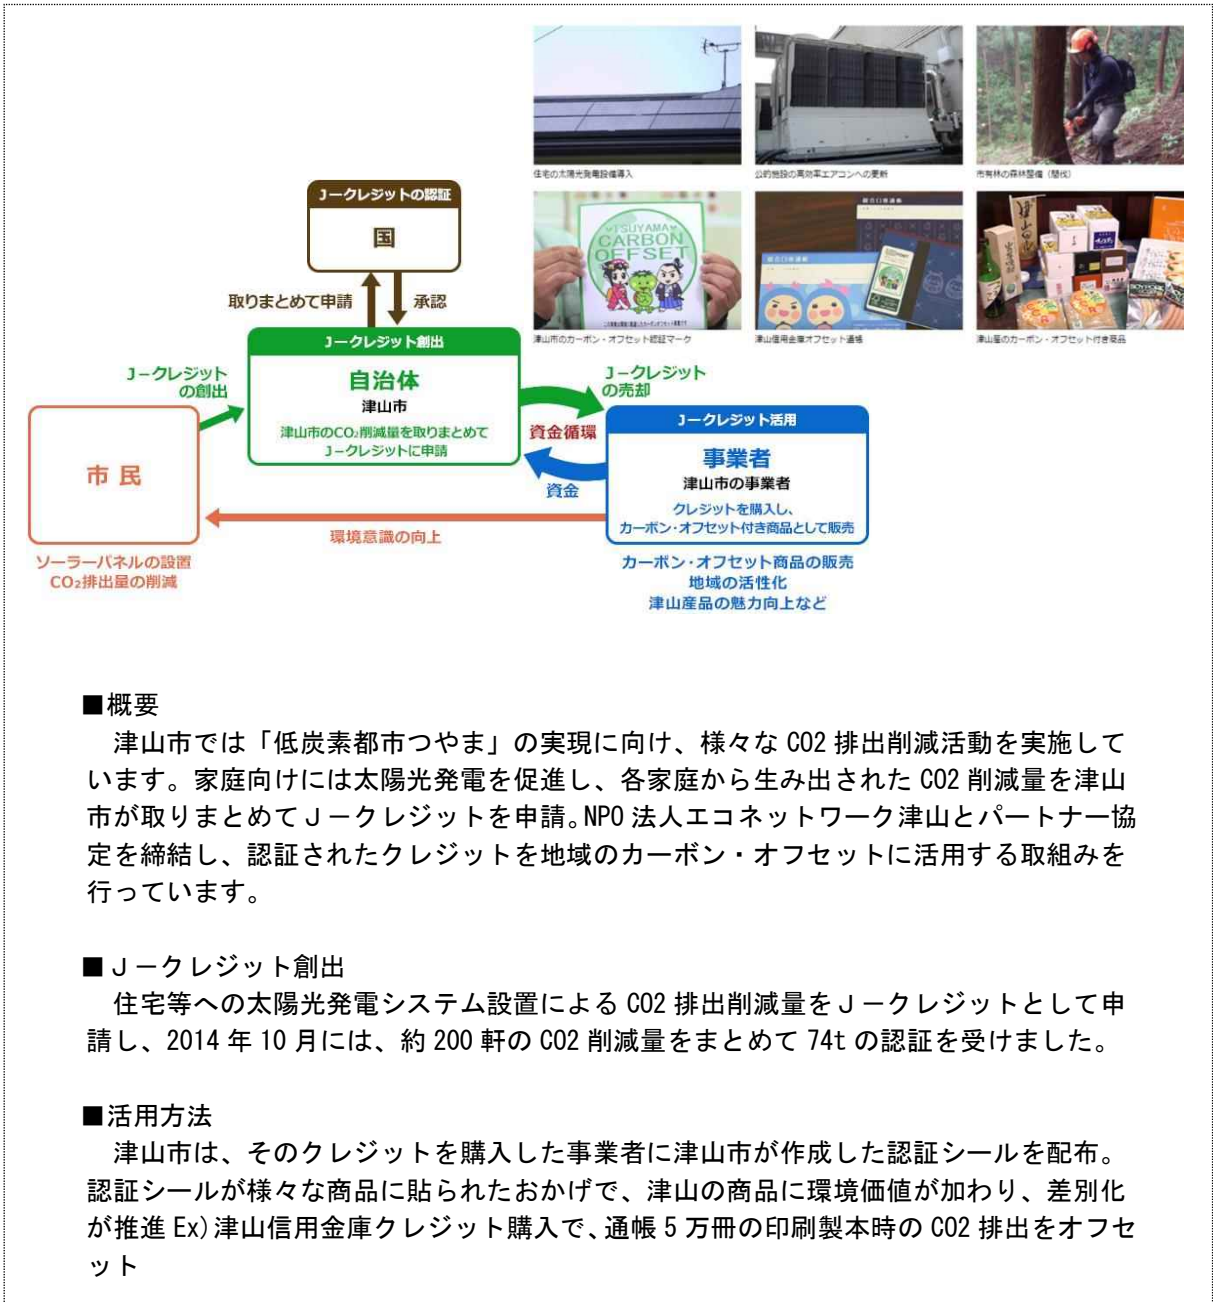 住宅の太陽光発電設備導入
公的施設の高効率エアコンへの更新
市有林の森林整備（間伐）
TSUYAMA
CARBON
OFFSET
津山市のカーボン・オフセット認証マーク
津山信用金庫オフセット通帳
津山産のカーボン・オフセット付き商品
J－クレジットの認証
国
取りまとめて申請
承認
J－クレジット創出
自治体
津山市
津山市のCO₂削減量を取りまとめて
J－クレジットに申請
J－クレジット
の創出
J－クレジット
の売却
資金循環
資金
市民
ソーラーパネルの設置
CO₂排出量の削減
環境意識の向上
J－クレジット活用
事業者
津山市の事業者
クレジットを購入し、
カーボン・オフセット付き商品として販売
カーボン・オフセット商品の販売
地域の活性化
津山産品の魅力向上など
■概要
津山市では「低炭素都市つやま」の実現に向け、様々な CO2 排出削減活動を実施して
います。家庭向けには太陽光発電を促進し、各家庭から生み出された CO2 削減量を津山
市が取りまとめてＪ－クレジットを申請。NPO 法人エコネットワーク津山とパートナー協
定を締結し、認証されたクレジットを地域のカーボン・オフセットに活用する取組みを
行っています。
■Ｊ－クレジット創出
住宅等への太陽光発電システム設置による CO2 排出削減量をＪ－クレジットとして申
請し、2014 年 10 月には、約 200 軒の CO2 削減量をまとめて 74t の認証を受けました。
■活用方法
津山市は、そのクレジットを購入した事業者に津山市が作成した認証シールを配布。
認証シールが様々な商品に貼られたおかげで、津山の商品に環境価値が加わり、差別化
が推進 Ex)津山信用金庫クレジット購入で、通帳 5 万冊の印刷製本時の CO2 排出をオフセ
ット